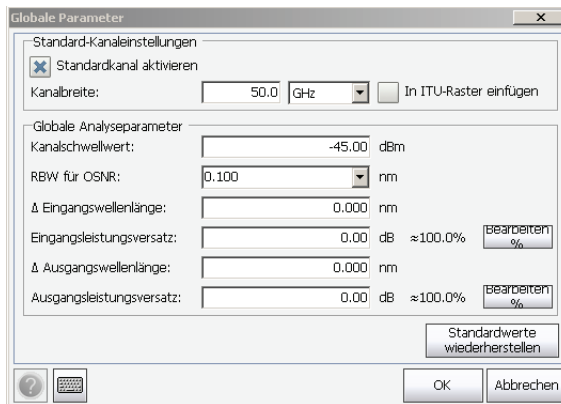 Globale Parameter
Standard-Kanaleinstellungen
Standardkanal aktivieren
Kanalbreite: 50.0 GHz In ITU-Raster einfügen
Globale Analyseparameter
Kanalschwellwert: -45.00 dBm
RBW für OSNR: 0.100 nm
Δ Eingangswellenlänge: 0.000 nm
Eingangsleistungsversatz: 0.00 dB ≈100.0% Bearbeiten %
Δ Ausgangswellenlänge: 0.000 nm
Ausgangsleistungsversatz: 0.00 dB ≈100.0% Bearbeiten %
Standardwerte
wiederherstellen
OK Abbrechen